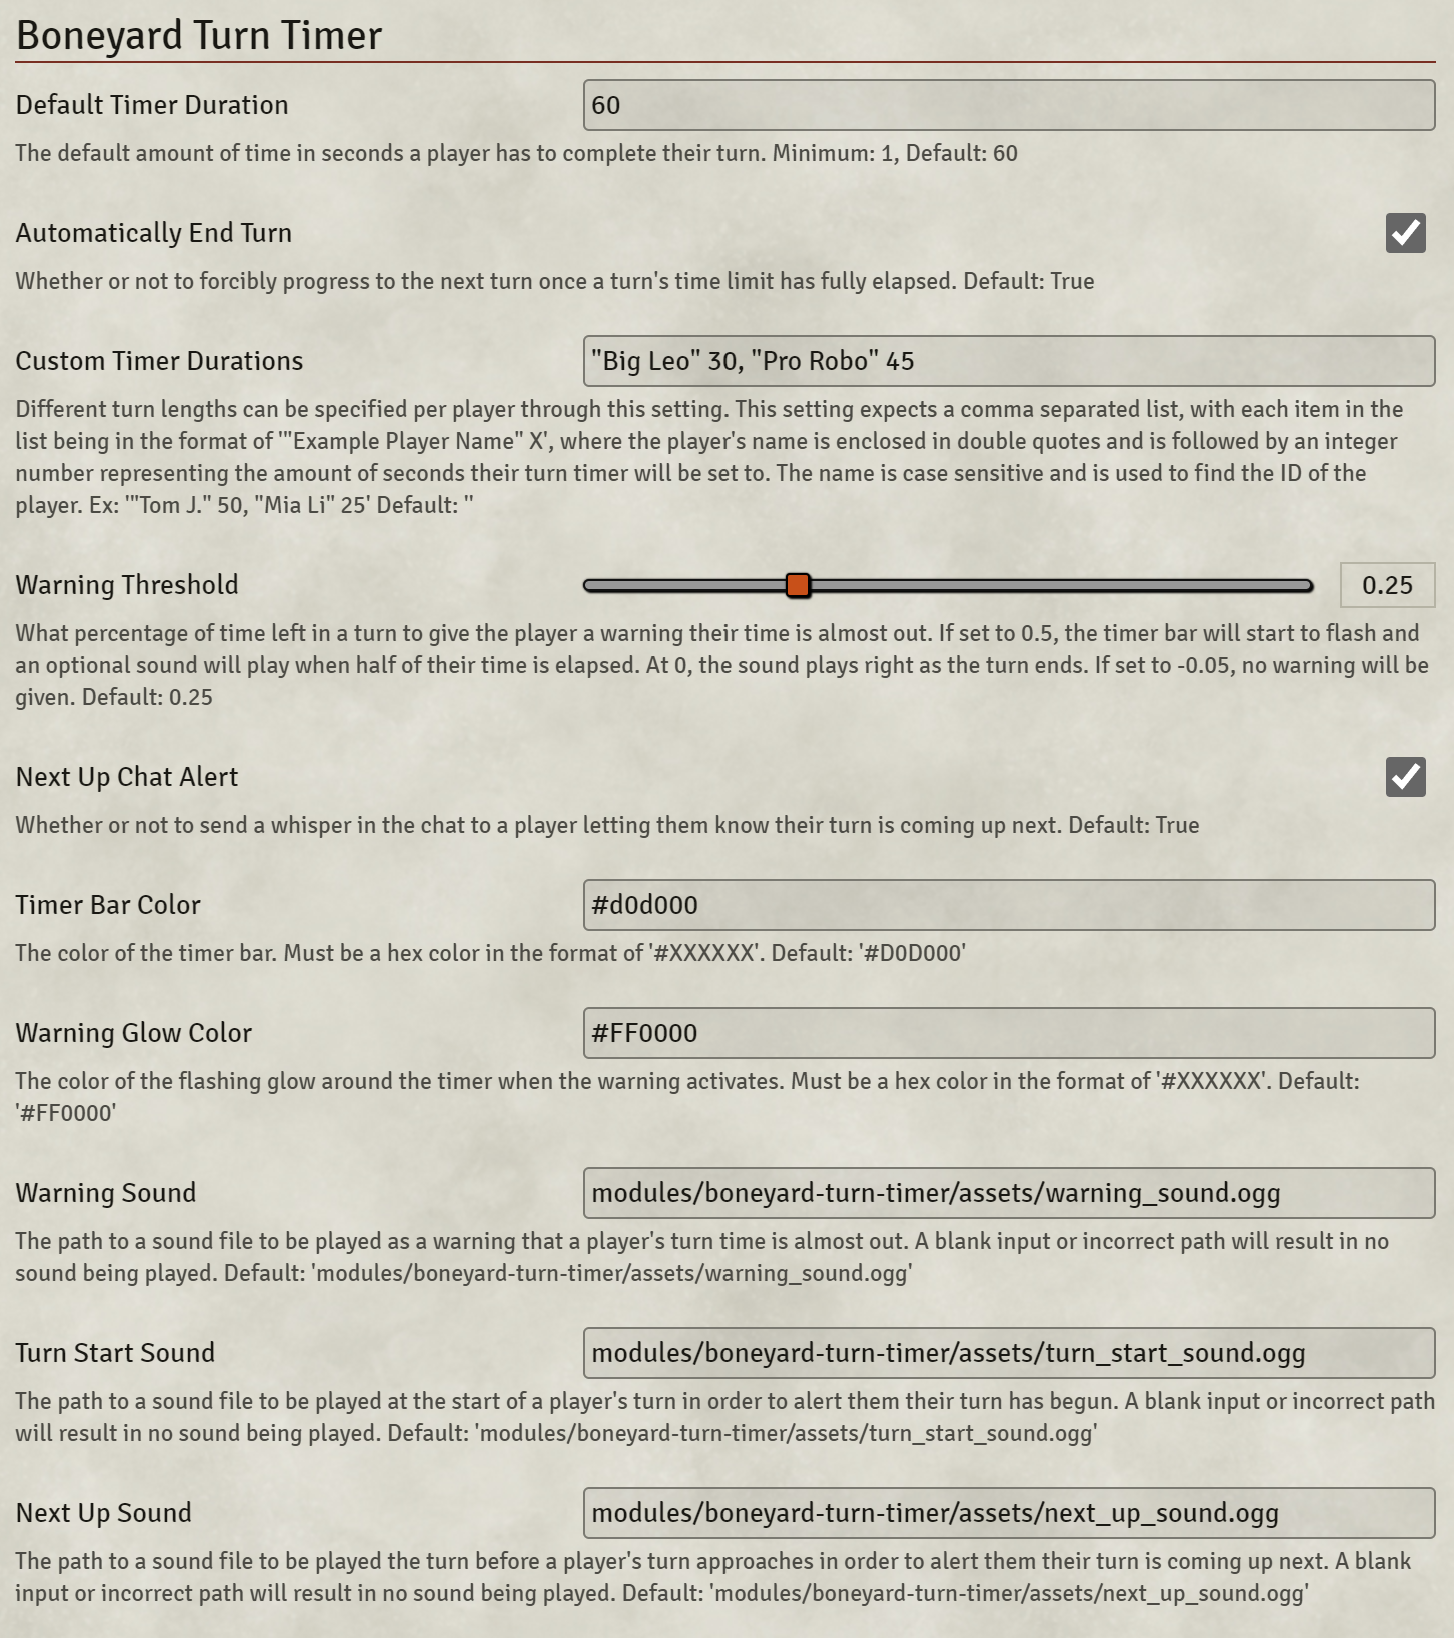 Boneyard Turn Timer
Default Timer Duration
60
The default amount of time in seconds a player has to complete their turn. Minimum: 1, Default: 60
Automatically End Turn
Whether or not to forcibly progress to the next turn once a turn's time limit has fully elapsed. Default: True
Custom Timer Durations
"Big Leo" 30, "Pro Robo" 45
Different turn lengths can be specified per player through this setting. This setting expects a comma separated list, with each item in the
list being in the format of '"Example Player Name" X', where the player's name is enclosed in double quotes and is followed by an integer
number representing the amount of seconds their turn timer will be set to. The name is case sensitive and is used to find the ID of the
player. Ex: '"Tom J." 50, "Mia Li" 25' Default: ''
Warning Threshold
0.25
What percentage of time left in a turn to give the player a warning their time is almost out. If set to 0.5, the timer bar will start to flash and
an optional sound will play when half of their time is elapsed. At 0, the sound plays right as the turn ends. If set to -0.05, no warning will be
given. Default: 0.25
Next Up Chat Alert
Whether or not to send a whisper in the chat to a player letting them know their turn is coming up next. Default: True
Timer Bar Color
#d0d000
The color of the timer bar. Must be a hex color in the format of '#XXXXXX'. Default: '#D0D000'
Warning Glow Color
#FF0000
The color of the flashing glow around the timer when the warning activates. Must be a hex color in the format of '#XXXXXX'. Default:
'#FF0000'
Warning Sound
modules/boneyard-turn-timer/assets/warning_sound.ogg
The path to a sound file to be played as a warning that a player's turn time is almost out. A blank input or incorrect path will result in no
sound being played. Default: 'modules/boneyard-turn-timer/assets/warning_sound.ogg'
Turn Start Sound
modules/boneyard-turn-timer/assets/turn_start_sound.ogg
The path to a sound file to be played at the start of a player's turn in order to alert them their turn has begun. A blank input or incorrect path
will result in no sound being played. Default: 'modules/boneyard-turn-timer/assets/turn_start_sound.ogg'
Next Up Sound
modules/boneyard-turn-timer/assets/next_up_sound.ogg
The path to a sound file to be played the turn before a player's turn approaches in order to alert them their turn is coming up next. A blank
input or incorrect path will result in no sound being played. Default: 'modules/boneyard-turn-timer/assets/next_up_sound.ogg'